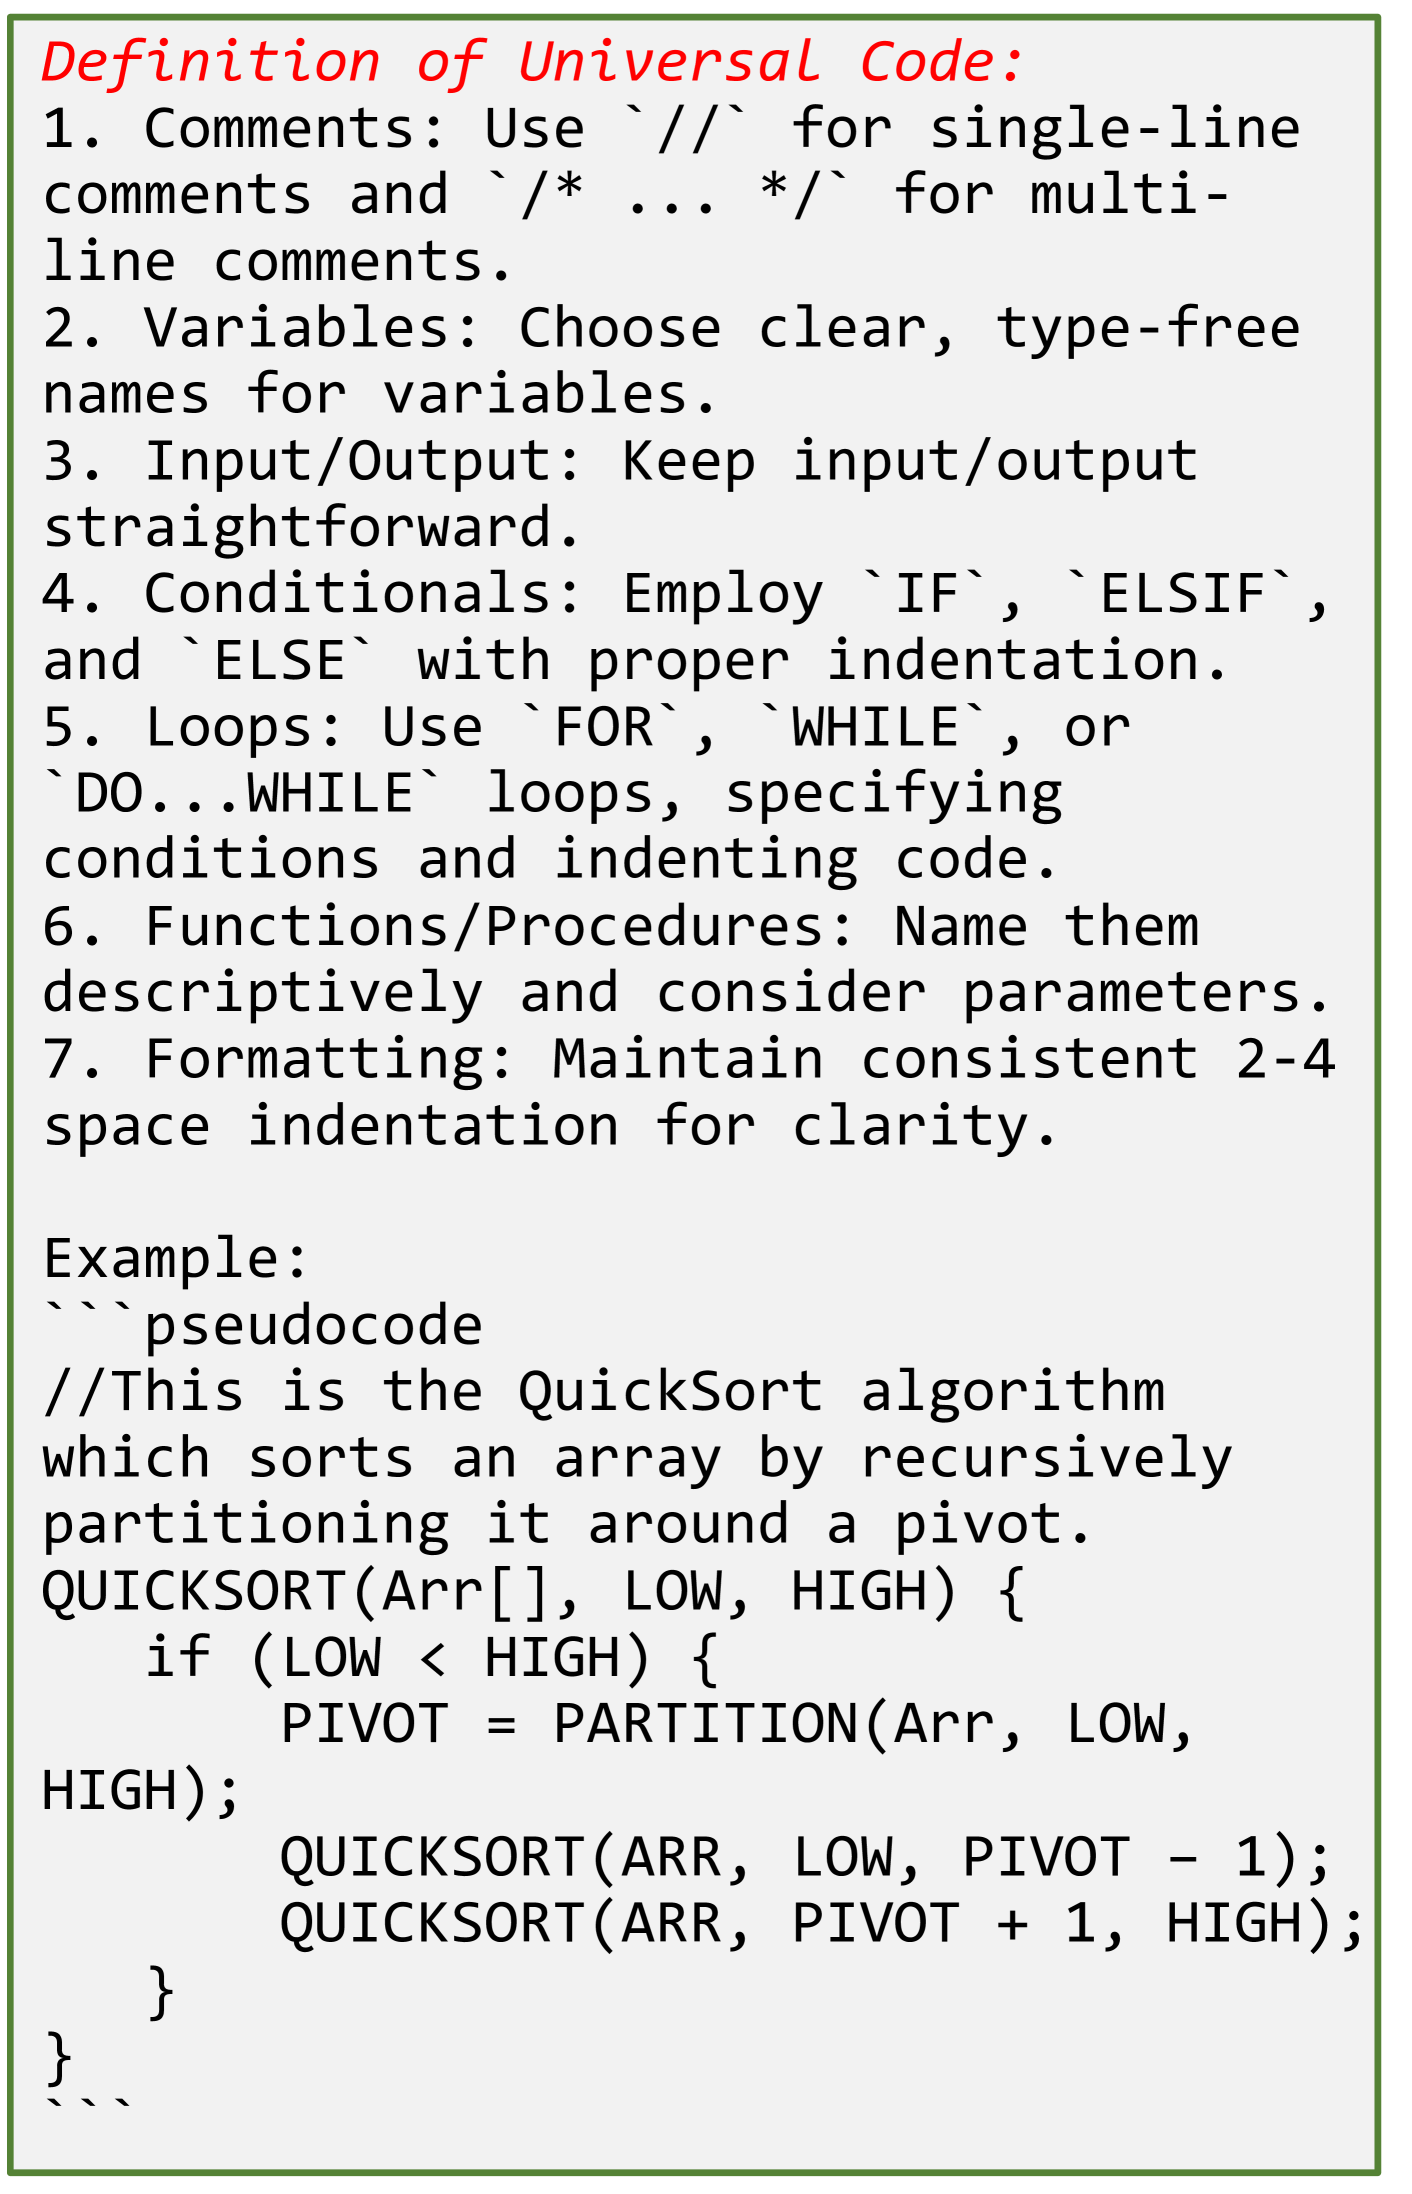 Definition of Universal Code:
1. Comments: Use `//` for single-line
comments and `/* ... */` for multi-
line comments.
2. Variables: Choose clear, type-free
names for variables.
3. Input/Output: Keep input/output
straightforward.
4. Conditionals: Employ `IF`, `ELSIF`,
and `ELSE` with proper indentation.
5. Loops: Use `FOR`, `WHILE`, or
`DO...WHILE` loops, specifying
conditions and indenting code.
6. Functions/Procedures: Name them
descriptively and consider parameters.
7. Formatting: Maintain consistent 2-4
space indentation for clarity.

Example:
```pseudocode
//This is the QuickSort algorithm
which sorts an array by recursively
partitioning it around a pivot.
QUICKSORT(Arr[], LOW, HIGH) {
   if (LOW < HIGH) {
       PIVOT = PARTITION(Arr, LOW,
HIGH);
       QUICKSORT(ARR, LOW, PIVOT – 1);
       QUICKSORT(ARR, PIVOT + 1, HIGH);
   }
}
```